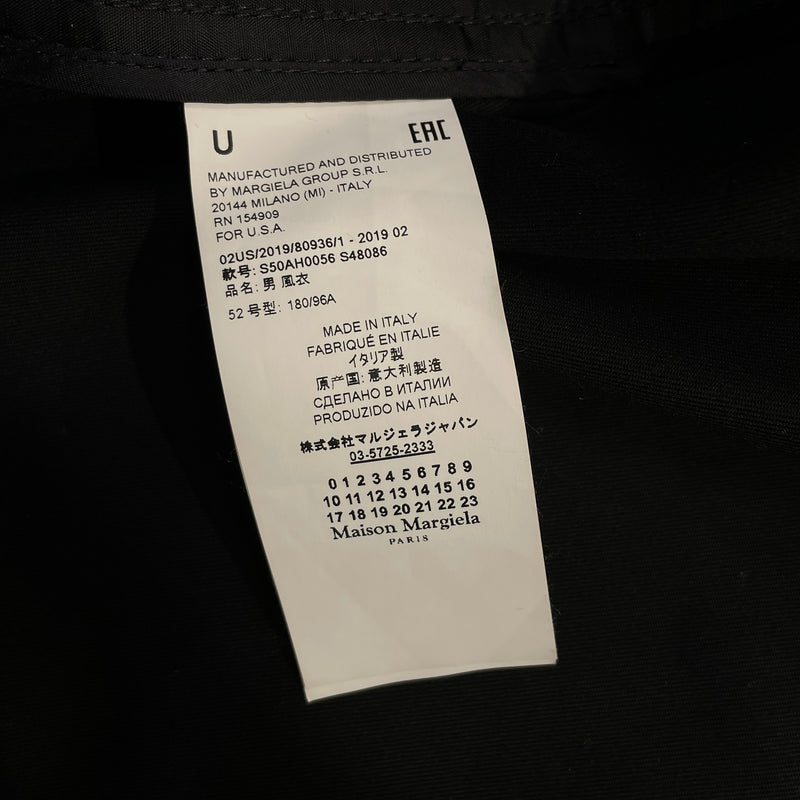 U
EAC
MANUFACTURED AND DISTRIBUTED
BY MARGIELA GROUP S.R.L.
20144 MILANO (MI) - ITALY
RN 154909
FOR U.S.A.
02US/2019/80936/1 - 2019 02
款号: S50AH0056 S48086
品名: 男 風衣
52 号型: 180/96A
MADE IN ITALY
FABRIQUÉ EN ITALIE
イタリア製
原产国: 意大利製造
СДЕЛАНО В ИТАЛИИ
PRODUZIDO NA ITALIA
株式会社マルジェラジャパン
03-5725-2333
0 1 2 3 4 5 6 7 8 9
10 11 12 13 14 15 16
17 18 19 20 21 22 23
Maison Margiela
PARIS